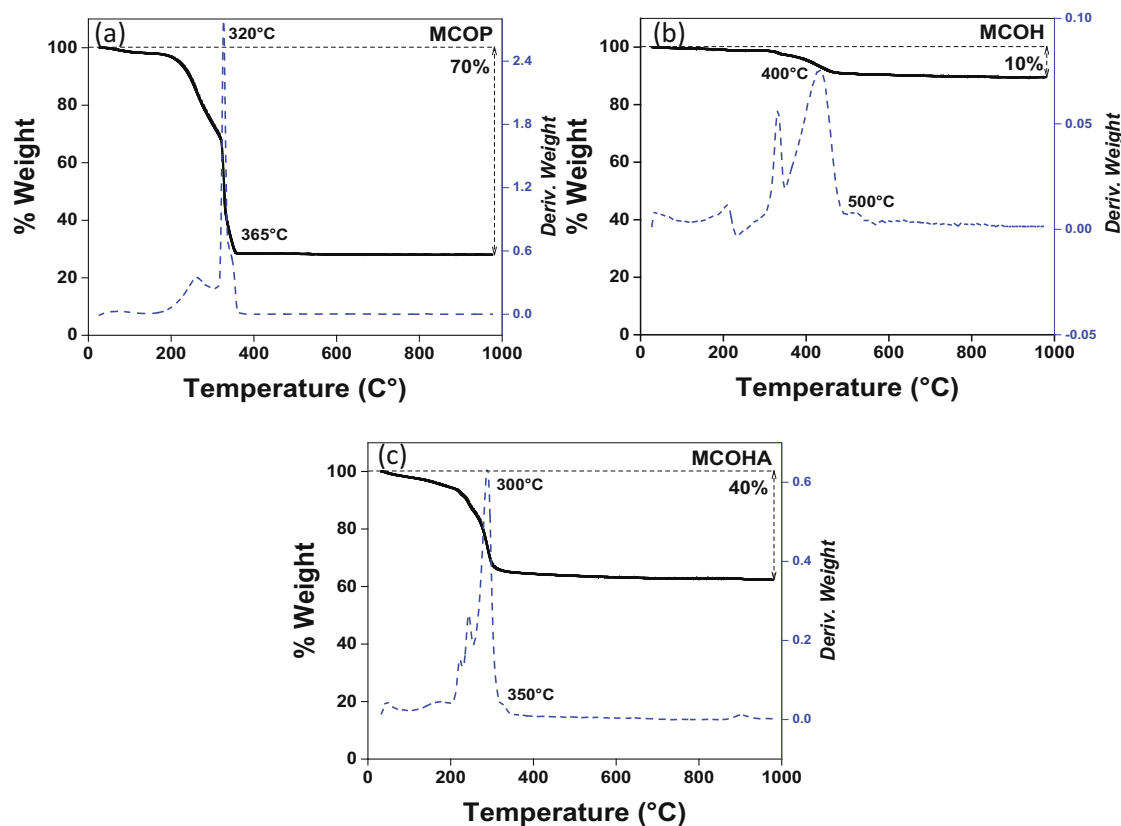 (a)
320°C
MCOP
70%
365°C
100
80
60
40
20
0
% Weight
2.4
1.8
1.2
0.6
0.0
Deriv. Weight
0 200 400 600 800 1000
Temperature (C°)
(b)
MCOH
10%
400°C
500°C
100
80
60
40
20
0
% Weight
0.10
0.05
0.00
-0.05
Deriv. Weight
0 200 400 600 800 1000
Temperature (°C)
(c)
MCOHA
300°C
40%
350°C
100
80
60
40
20
0
% Weight
0.6
0.4
0.2
0.0
Deriv. Weight
0 200 400 600 800 1000
Temperature (°C)